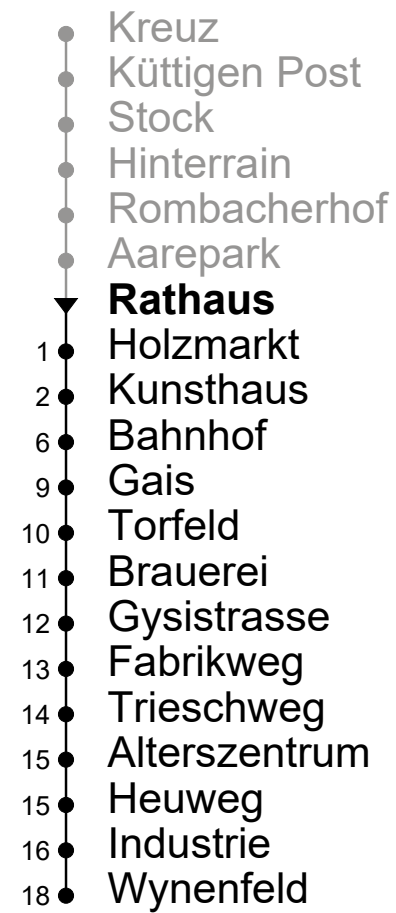 Kreuz
Küttigen Post
Stock
Hinterrain
Rombacherhof
Aarepark
Rathaus
1 Holzmarkt
2 Kunsthaus
6 Bahnhof
9 Gais
10 Torfeld
11 Brauerei
12 Gysistrasse
13 Fabrikweg
14 Trieschweg
15 Alterszentrum
15 Heuweg
16 Industrie
18 Wynenfeld